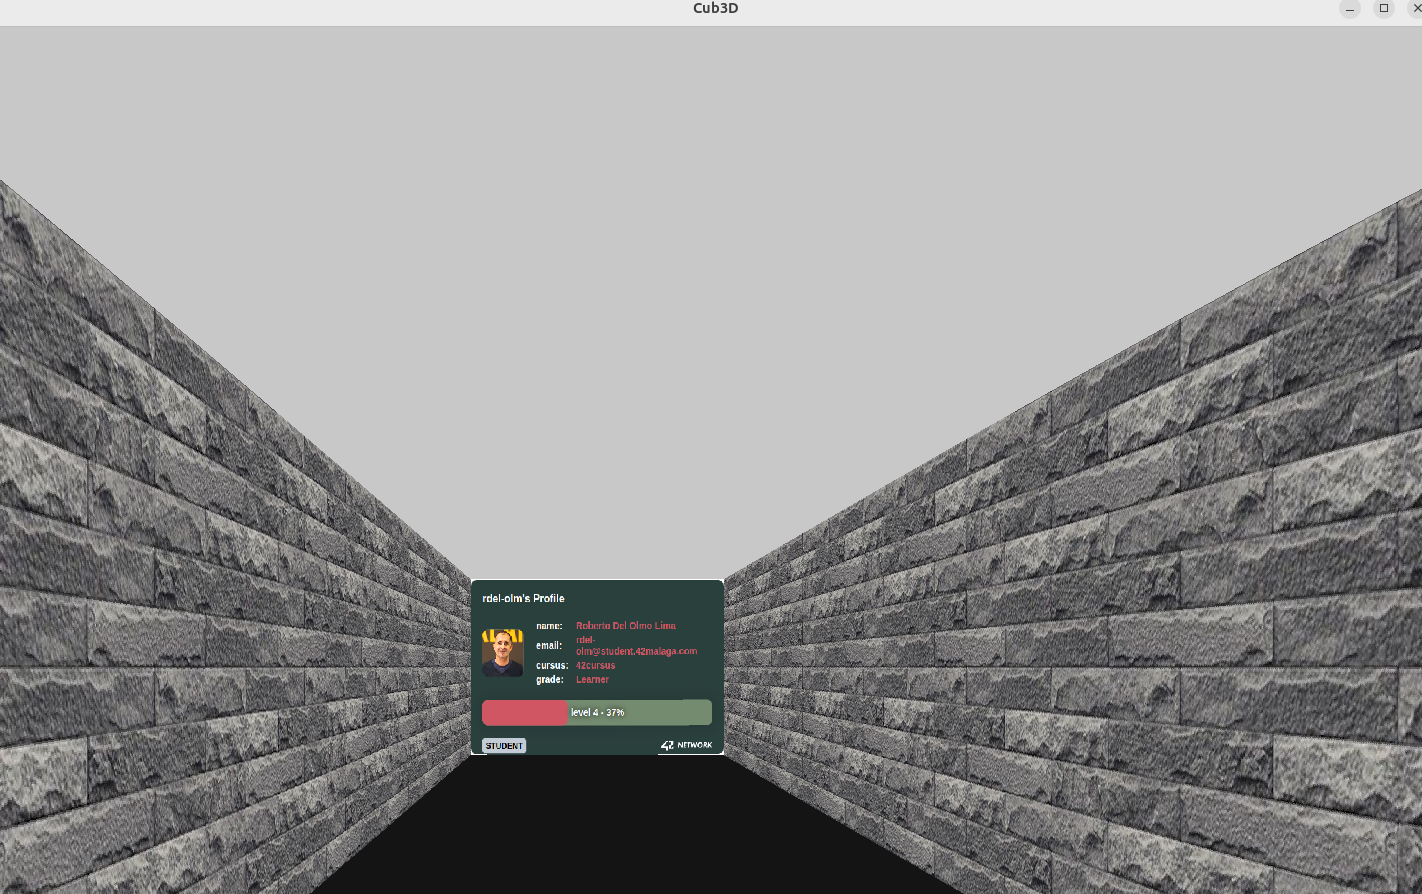 Cub3D
rdel-olm's Profile
name: Roberto Del Olmo Lima
email: rdel-
olm@student.42malaga.com
cursus: 42cursus
grade: Learner
level 4 - 37%
STUDENT
42 NETWORK